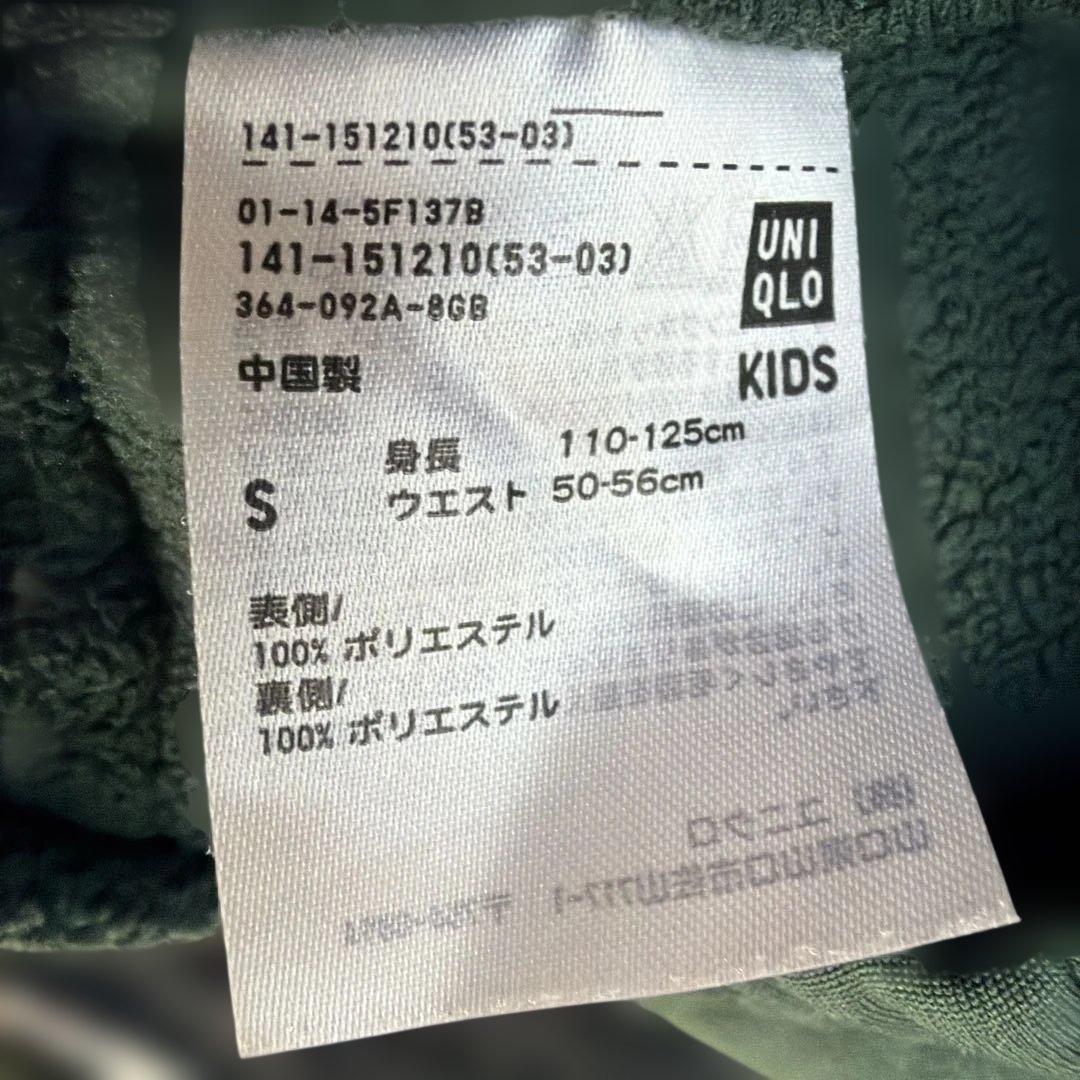 141-151210(53-03)
01-14-5F137B
141-151210(53-03)
364-092A-8GB
UNI
QLO
KIDS
中国製
S
身長 110-125cm
ウエスト 50-56cm
表側/
100% ポリエステル
裏側/
100% ポリエステル